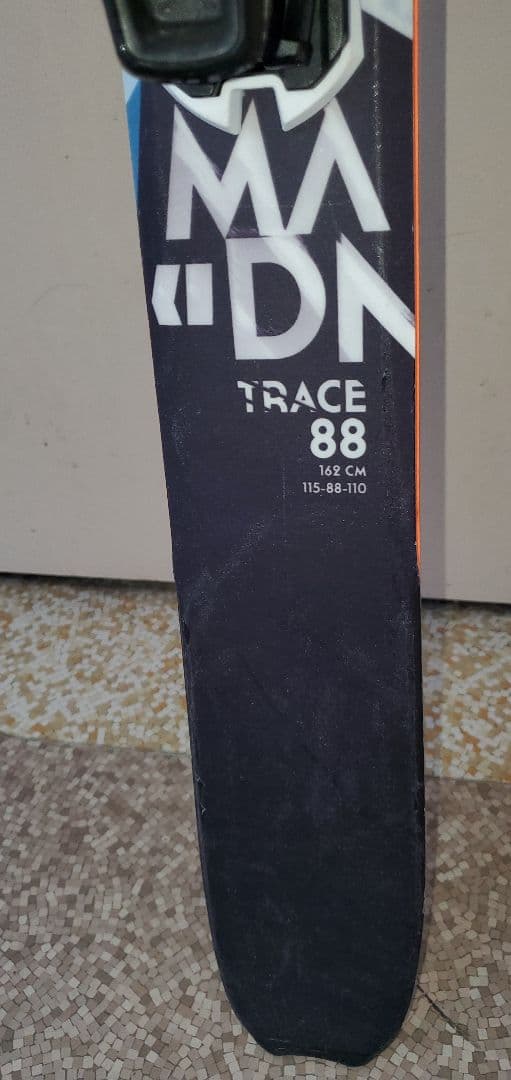 MA
DN
TRACE
88
162 CM
115-88-110